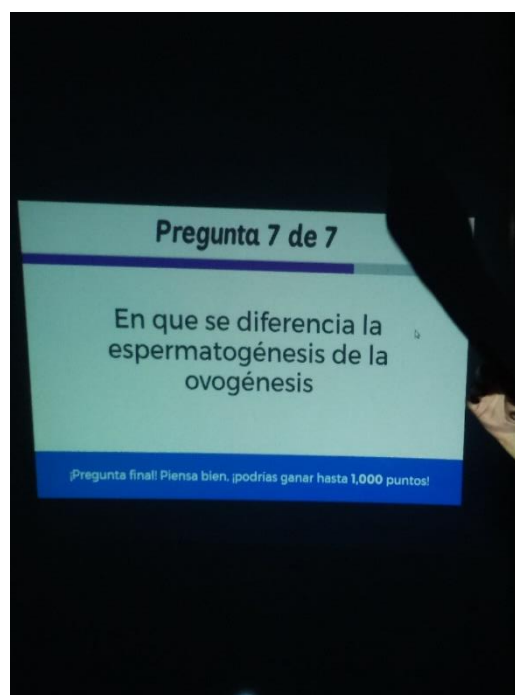 Pregunta 7 de 7
En que se diferencia la
espermatogénesis de la
ovogénesis
¡Pregunta final! Piensa bien, ¡podrías ganar hasta 1,000 puntos!